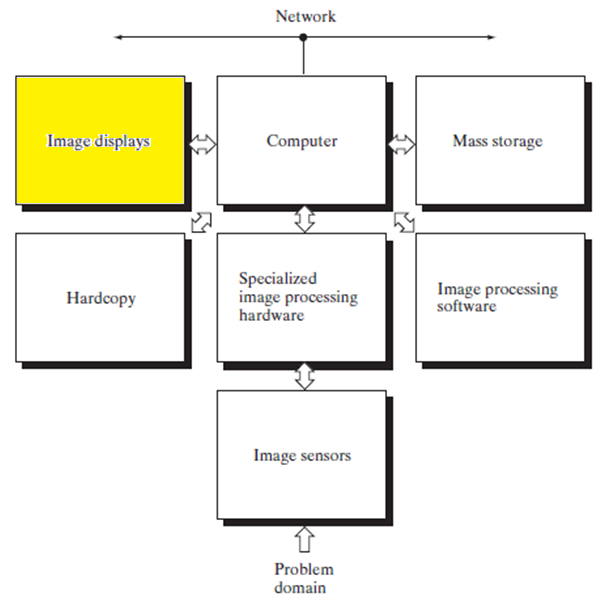 Network
Image displays
Computer
Mass storage
Hardcopy
Specialized
image processing
hardware
Image processing
software
Image sensors
Problem
domain